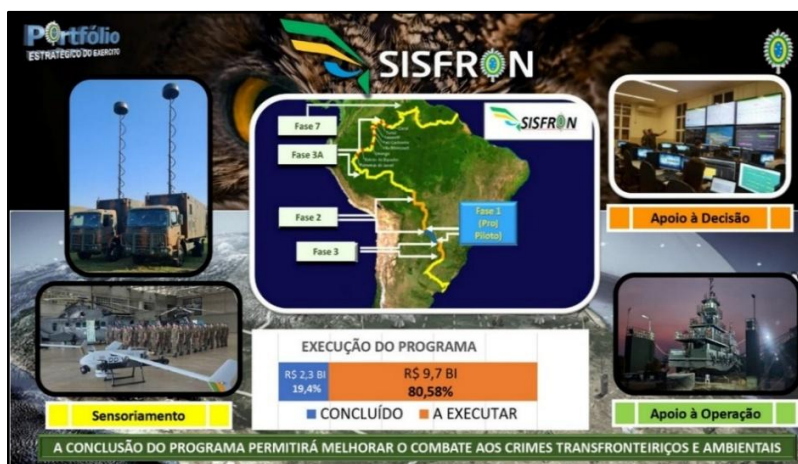 Portfólio
ESTRATÉGICO DO EXÉRCITO
SISFRON
SISFRON
Fase 7
Fase 3A
Fase 2
Fase 3
Fase 1
(Proj
Piloto)
Apoio à Decisão
Sensoriamento
Apoio à Operação
EXECUÇÃO DO PROGRAMA
R$ 2,3 BI
19,4%
R$ 9,7 BI
80,58%
CONCLUÍDO
A EXECUTAR
A CONCLUSÃO DO PROGRAMA PERMITIRÁ MELHORAR O COMBATE AOS CRIMES TRANSFRONTEIRIÇOS E AMBIENTAIS